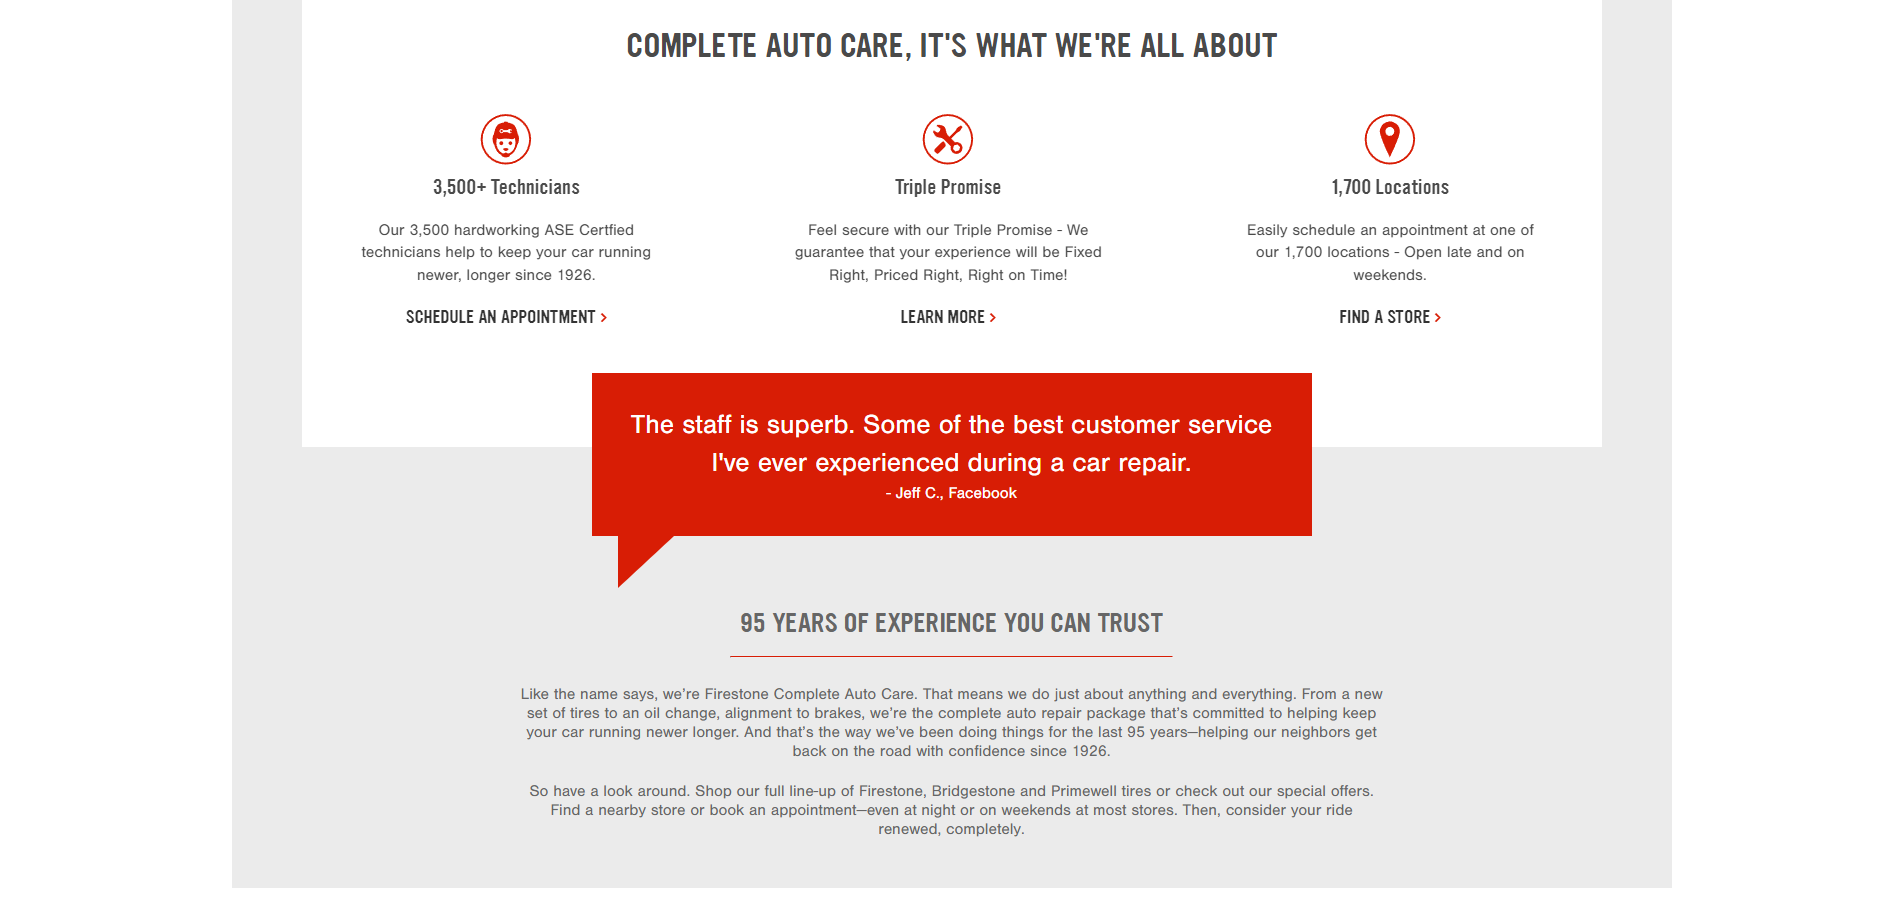 COMPLETE AUTO CARE, IT'S WHAT WE'RE ALL ABOUT
3,500+ Technicians
Our 3,500 hardworking ASE Certfied
technicians help to keep your car running
newer, longer since 1926.
SCHEDULE AN APPOINTMENT >
Triple Promise
Feel secure with our Triple Promise - We
guarantee that your experience will be Fixed
Right, Priced Right, Right on Time!
LEARN MORE >
1,700 Locations
Easily schedule an appointment at one of
our 1,700 locations - Open late and on
weekends.
FIND A STORE >
The staff is superb. Some of the best customer service
I've ever experienced during a car repair.
- Jeff C., Facebook
95 YEARS OF EXPERIENCE YOU CAN TRUST
Like the name says, we’re Firestone Complete Auto Care. That means we do just about anything and everything. From a new
set of tires to an oil change, alignment to brakes, we’re the complete auto repair package that’s committed to helping keep
your car running newer longer. And that’s the way we’ve been doing things for the last 95 years—helping our neighbors get
back on the road with confidence since 1926.
So have a look around. Shop our full line-up of Firestone, Bridgestone and Primewell tires or check out our special offers.
Find a nearby store or book an appointment—even at night or on weekends at most stores. Then, consider your ride
renewed, completely.